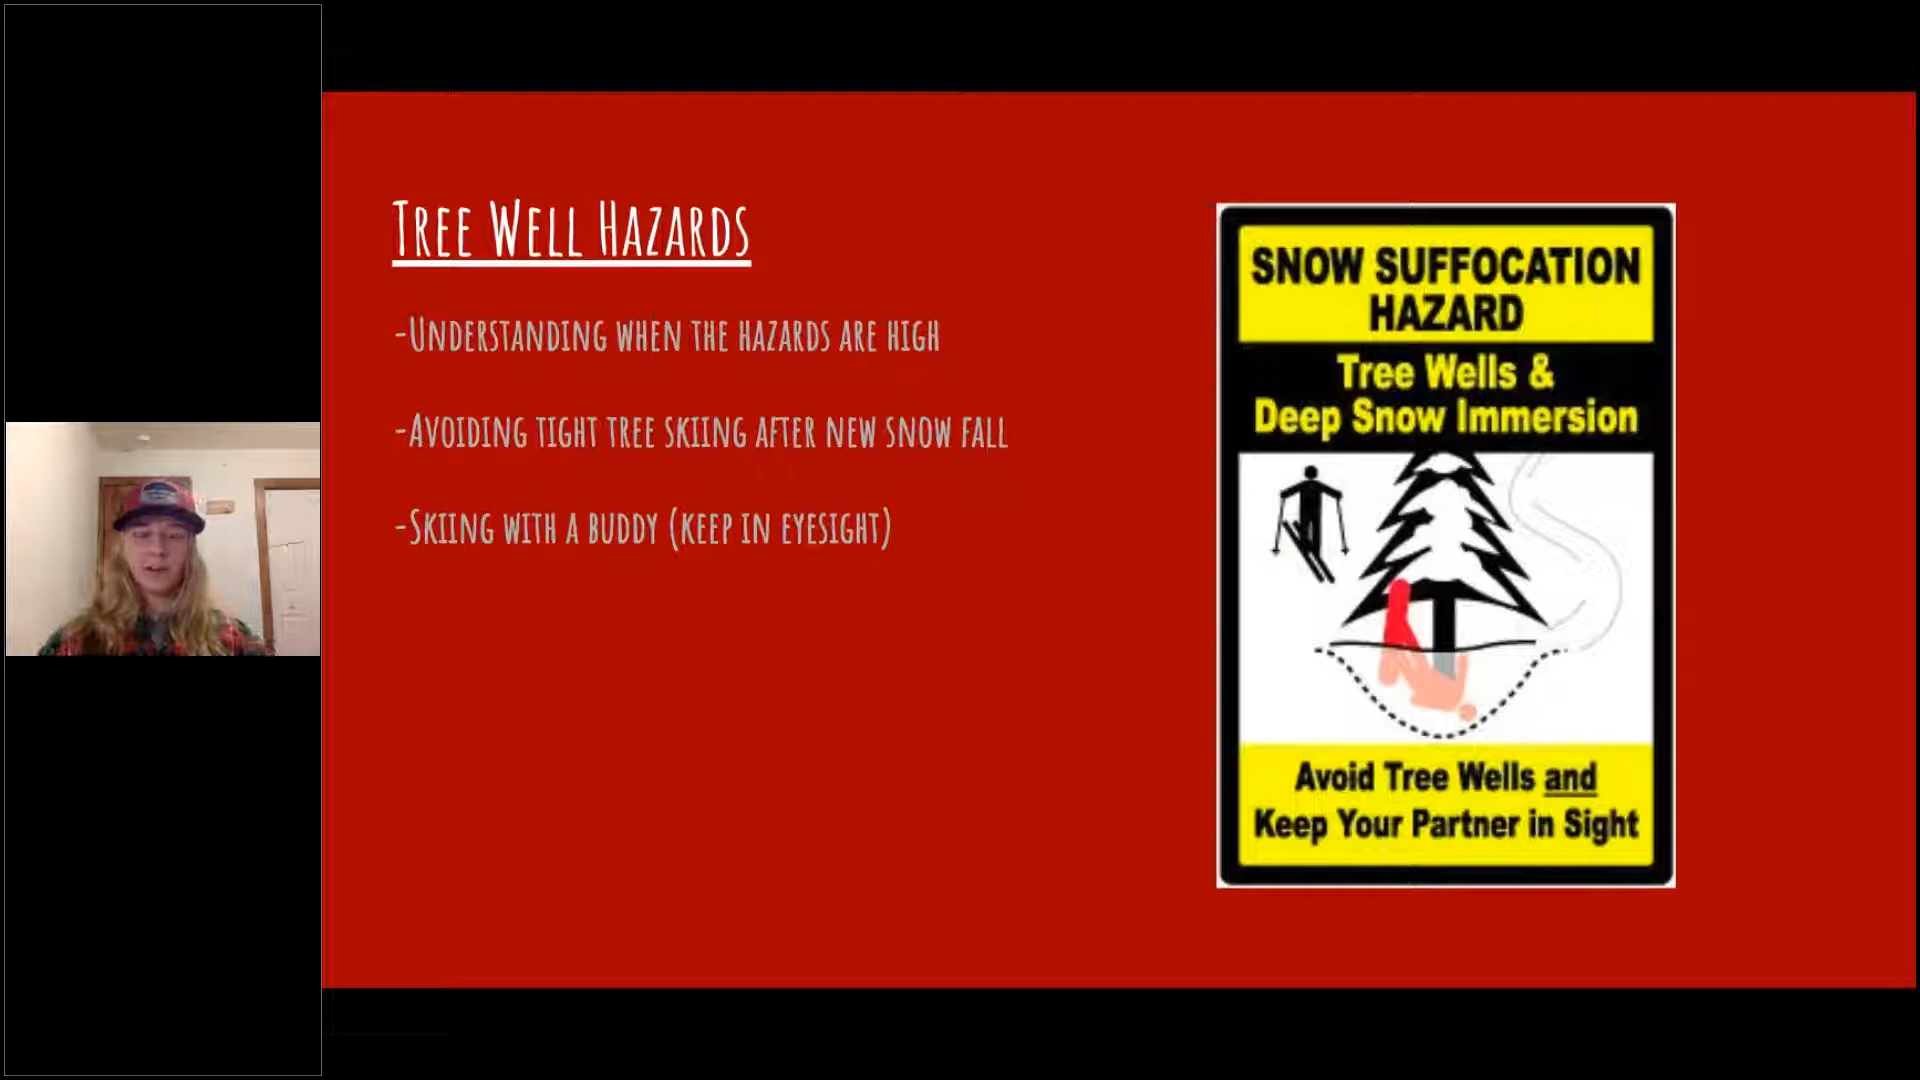 Tree Well Hazards
-Understanding when the hazards are high
-Avoiding tight tree skiing after new snow fall
-Skiing with a buddy (keep in eyesight)
SNOW SUFFOCATION
HAZARD
Tree Wells &
Deep Snow Immersion
Avoid Tree Wells and
Keep Your Partner in Sight